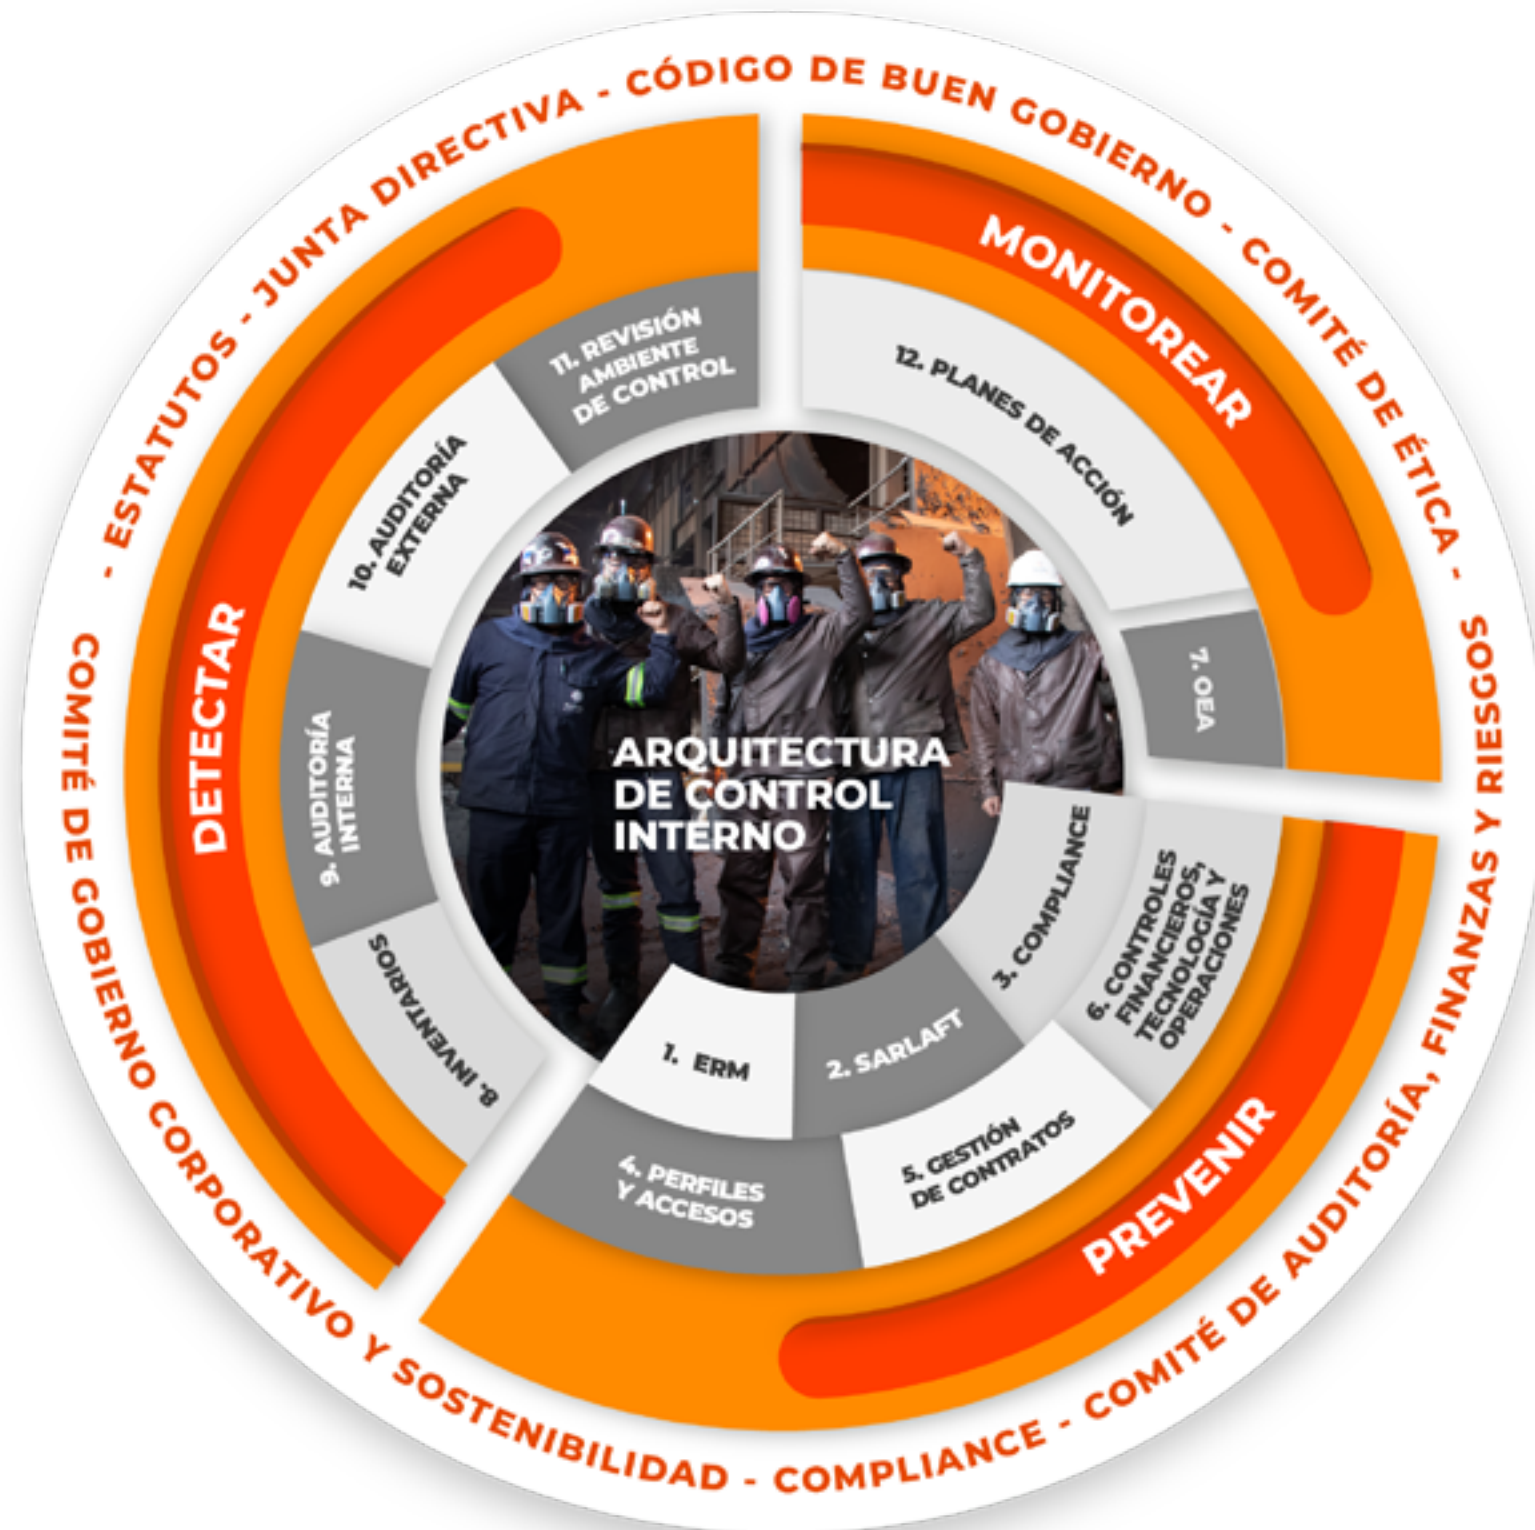 - ESTATUTOS - JUNTA DIRECTIVA - CÓDIGO DE BUEN GOBIERNO - COMITÉ DE ÉTICA -
COMITÉ DE GOBIERNO CORPORATIVO Y SOSTENIBILIDAD - COMPLIANCE - COMITÉ DE AUDITORÍA, FINANZAS Y RIESGOS
MONITOREAR
12. PLANES DE ACCIÓN
7. OEA
PREVENIR
1. ERM
2. SARLAFT
3. COMPLIANCE
4. PERFILES
Y ACCESOS
5. GESTIÓN
DE CONTRATOS
6. CONTROLES
FINANCIEROS,
TECNOLOGÍA Y
OPERACIONES
DETECTAR
8. INVENTARIOS
9. AUDITORÍA
INTERNA
10. AUDITORÍA
EXTERNA
11. REVISIÓN
AMBIENTE
DE CONTROL
ARQUITECTURA
DE CONTROL
INTERNO